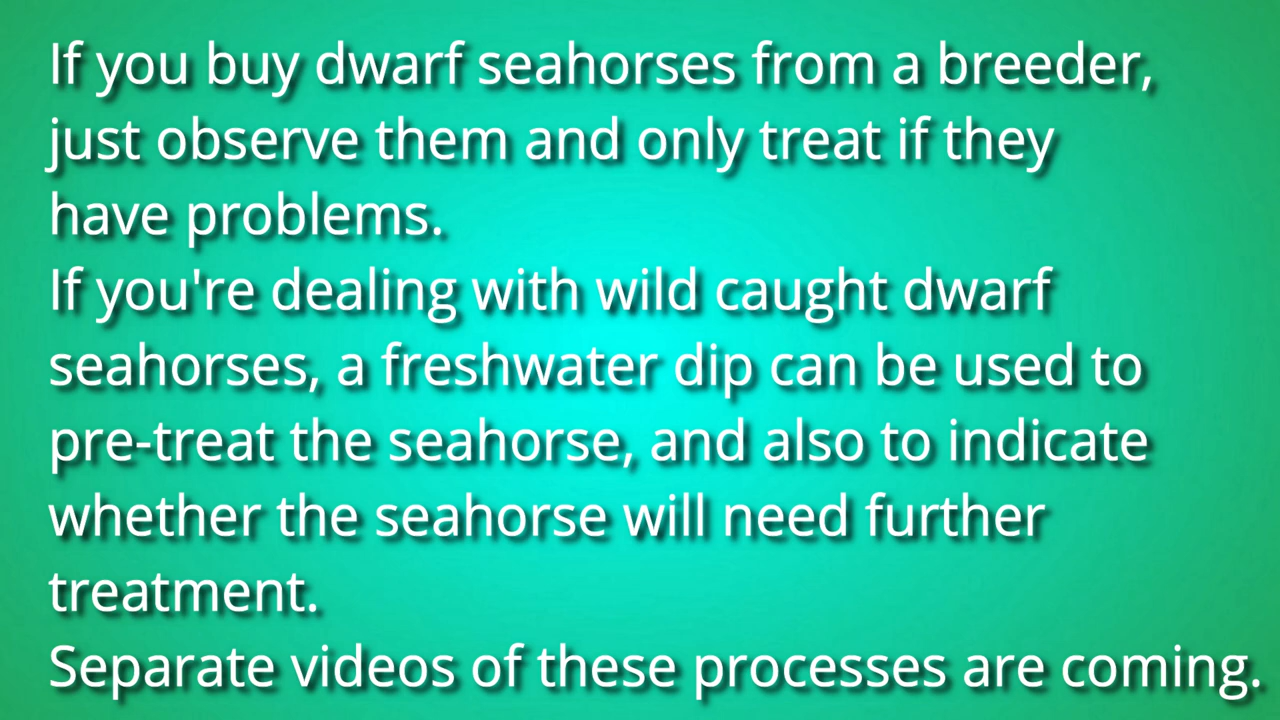 If you buy dwarf seahorses from a breeder,
just observe them and only treat if they
have problems.
If you're dealing with wild caught dwarf
seahorses, a freshwater dip can be used to
pre-treat the seahorse, and also to indicate
whether the seahorse will need further
treatment.
Separate videos of these processes are coming.